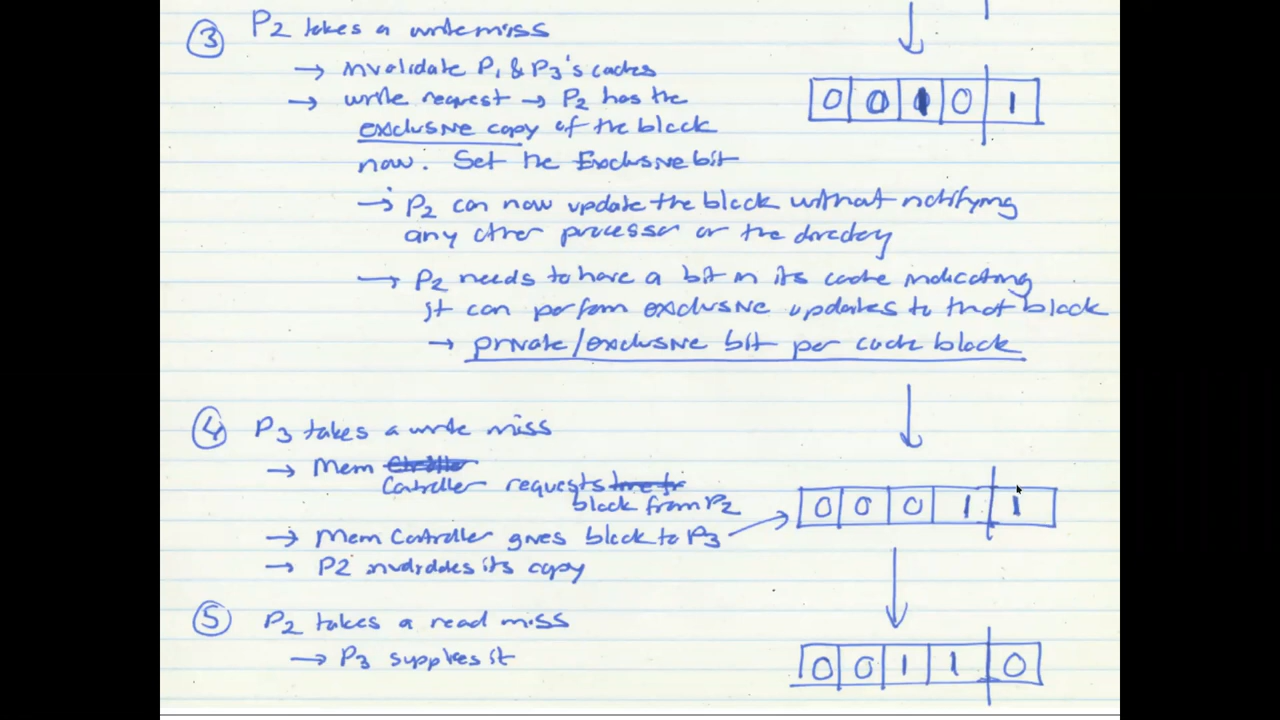 ③ P2 takes a write miss
→ invalidate P1 & P3's caches
→ write request → P2 has the
exclusive copy of the block
now. Set the Exclusive bit
→ P2 can now update the block without notifying
any other processor or the directory
→ P2 needs to have a bit in its cache indicating
it can perform exclusive updates to that block
→ private/exclusive bit per cache block
0 0 1 0 1
④ P3 takes a write miss
→ Mem
Controller requests
block from P2
→ Mem Controller gives block to P3
→ P2 invalidates its copy
0 0 0 1 1
⑤ P2 takes a read miss
→ P3 supplies it
0 0 1 1 0